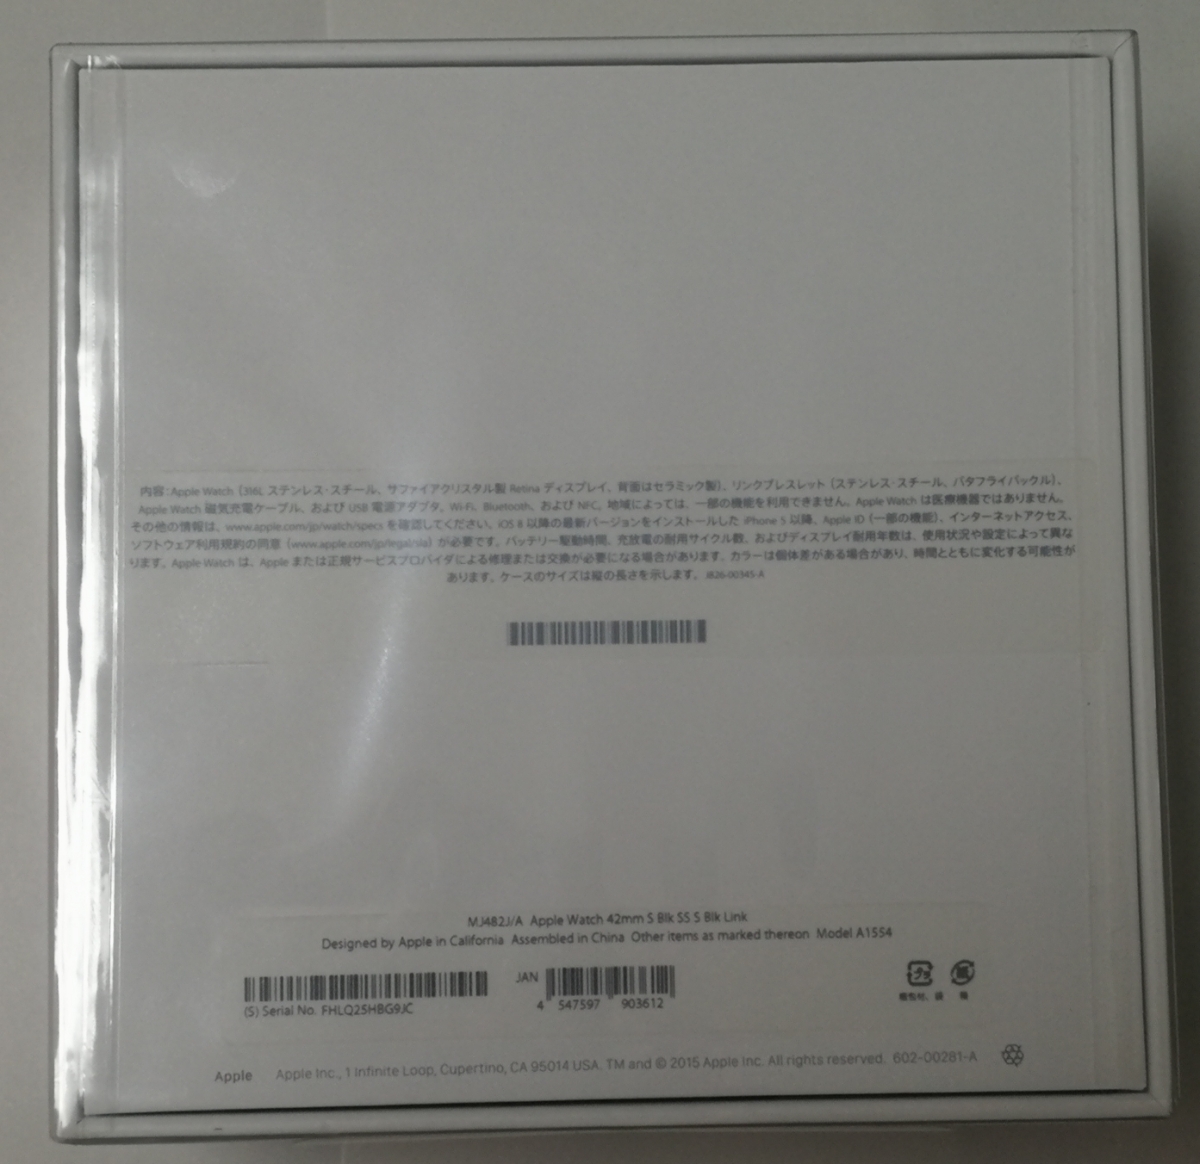 内容：Apple Watch（316L ステンレス・スチール、サファイアクリスタル製 Retina ディスプレイ、背面はセラミック製）、リンクブレスレット（ステンレス・スチール、バタフライバックル）、
Apple Watch 磁気充電ケーブル、および USB 電源アダプタ。Wi-Fi、Bluetooth、および NFC。地域によっては、一部の機能を利用できません。Apple Watch は医療機器ではありません。
その他の情報は、www.apple.com/jp/watch/specs を確認してください。iOS 8 以降の最新バージョンをインストールした iPhone 5 以降、Apple ID（一部の機能）、インターネットアクセス、
ソフトウェア利用規約の同意（www.apple.com/jp/legal/sla）が必要です。バッテリー駆動時間、充放電の耐用サイクル数、およびディスプレイ耐用年数は、使用状況や設定によって異な
ります。Apple Watch は、Apple または正規サービスプロバイダによる修理または交換が必要になる場合があります。カラーは個体差がある場合があり、時間とともに変化する可能性が
あります。ケースのサイズは縦の長さを示します。J826-00345-A
MJ482J/A Apple Watch 42mm S Blk SS S Blk Link
Designed by Apple in California Assembled in China Other items as marked thereon Model A1554
JAN
(S) Serial No. FHLQ25HBG9JC
4 547597 903612
プラ
Apple Apple Inc., 1 Infinite Loop, Cupertino, CA 95014 USA. TM and © 2015 Apple Inc. All rights reserved. 602-00281-A